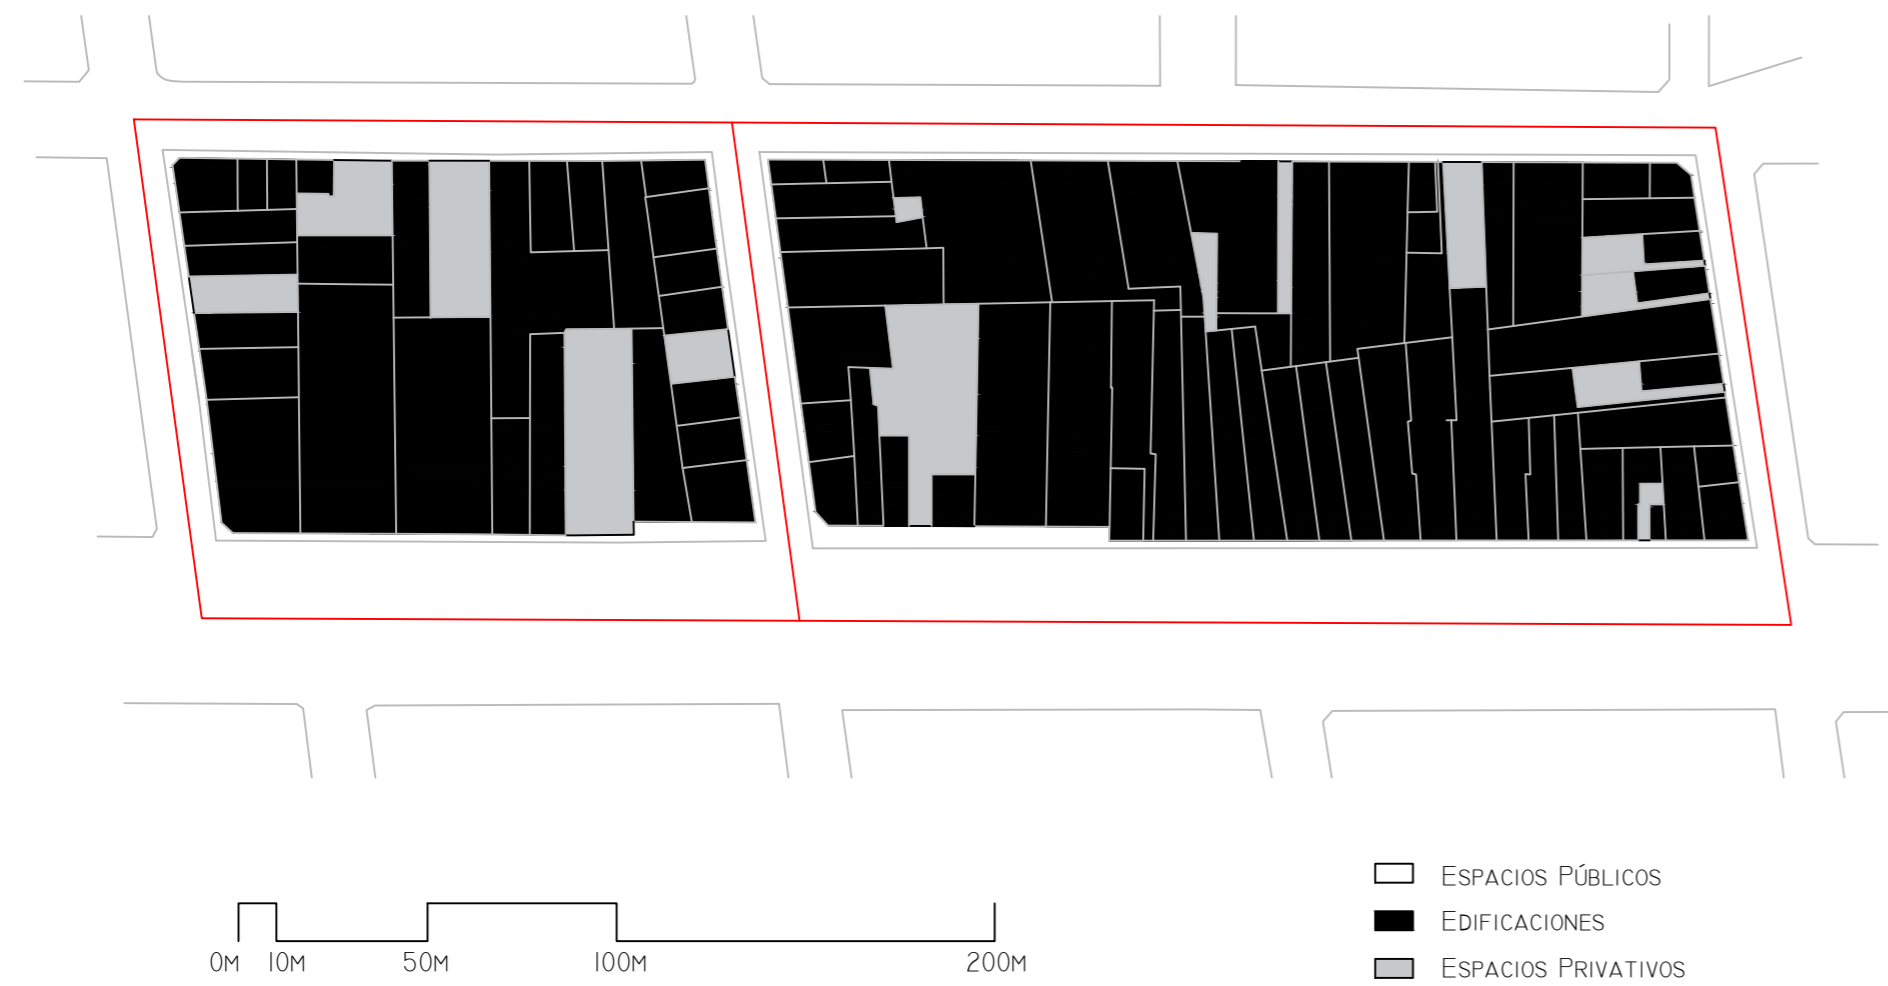 0M 10M 50M 100M 200M
ESPACIOS PÚBLICOS
EDIFICACIONES
ESPACIOS PRIVATIVOS